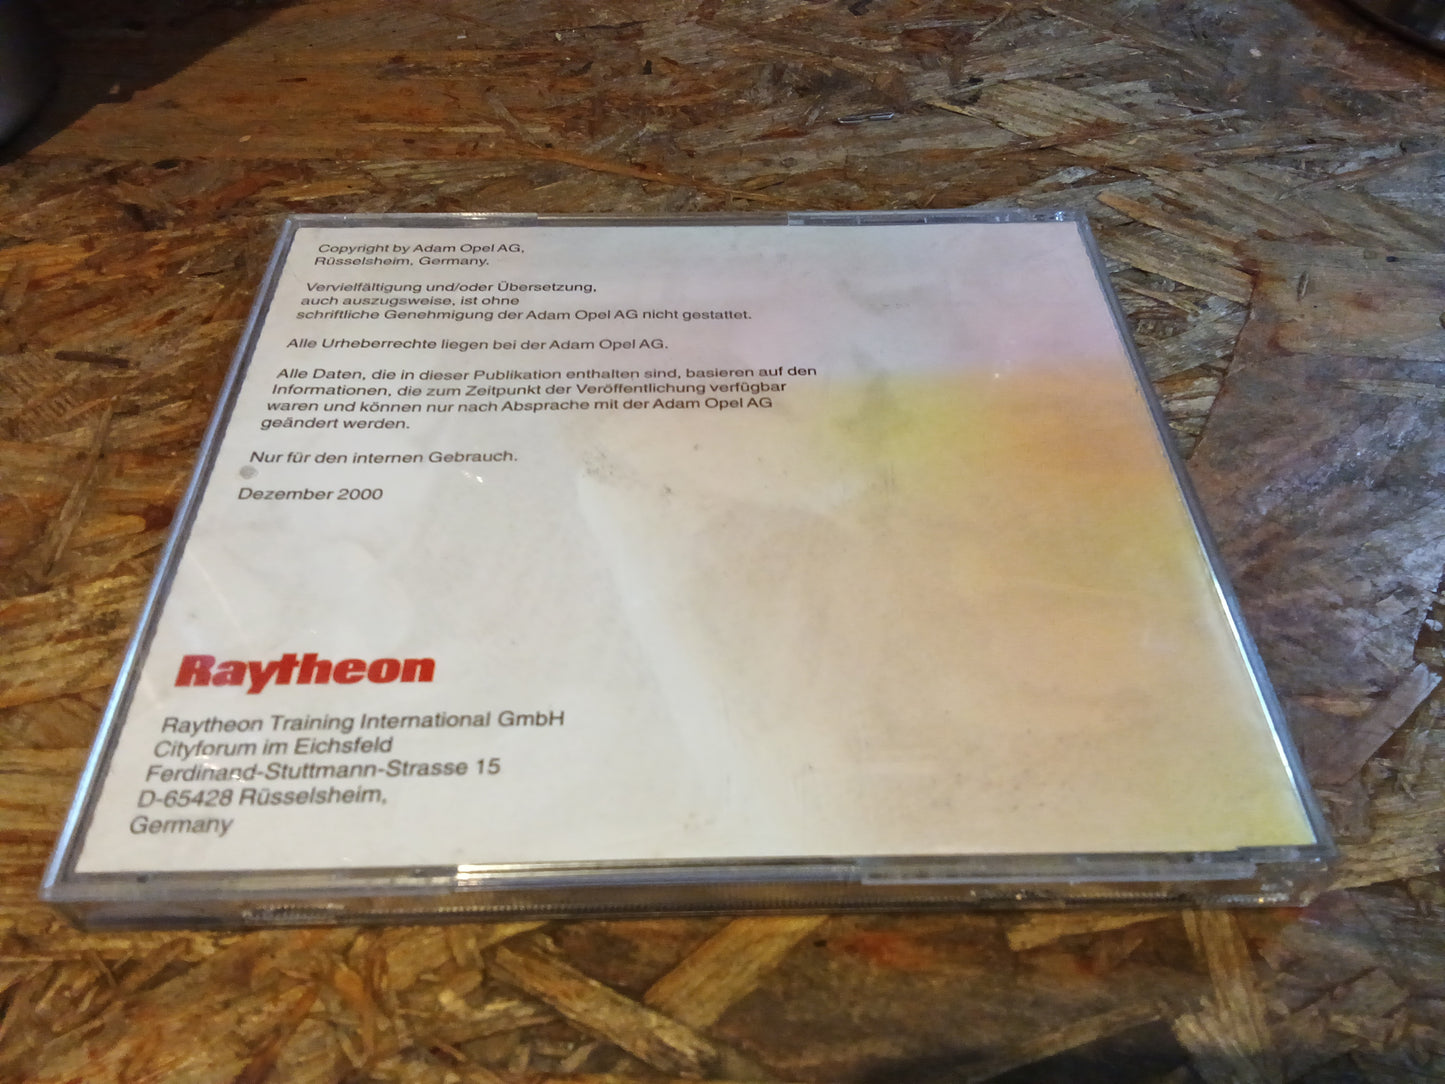 Copyright by Adam Opel AG,
Rüsselsheim, Germany.
Vervielfältigung und/oder Übersetzung,
auch auszugsweise, ist ohne
schriftliche Genehmigung der Adam Opel AG nicht gestattet.
Alle Urheberrechte liegen bei der Adam Opel AG.
Alle Daten, die in dieser Publikation enthalten sind, basieren auf den
Informationen, die zum Zeitpunkt der Veröffentlichung verfügbar
waren und können nur nach Absprache mit der Adam Opel AG
geändert werden.
Nur für den internen Gebrauch.
Dezember 2000
Raytheon
Raytheon Training International GmbH
Cityforum im Eichsfeld
Ferdinand-Stuttmann-Strasse 15
D-65428 Rüsselsheim,
Germany